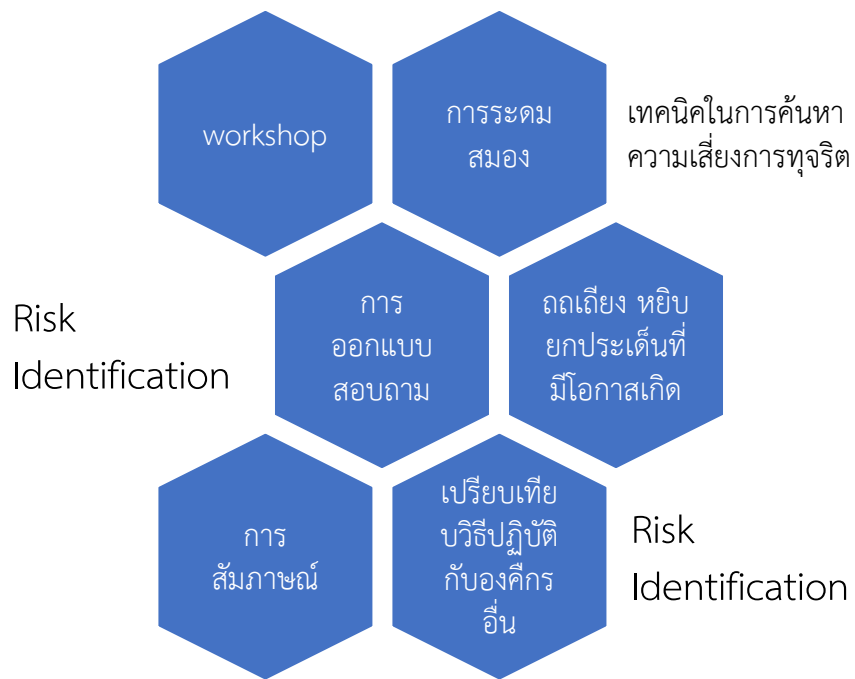 workshop
การระดม
สมอง
เทคนิคในการค้นหา
ความเสี่ยงการทุจริต
Risk
Identification
การ
ออกแบบ
สอบถาม
ถถเถียง หยิบ
ยกประเด็นที่
มีโอกาสเกิด
การ
สัมภาษณ์
เปรียบเทีย
บวิธีปฏิบัติ
กับองคืกร
อื่น
Risk
Identification